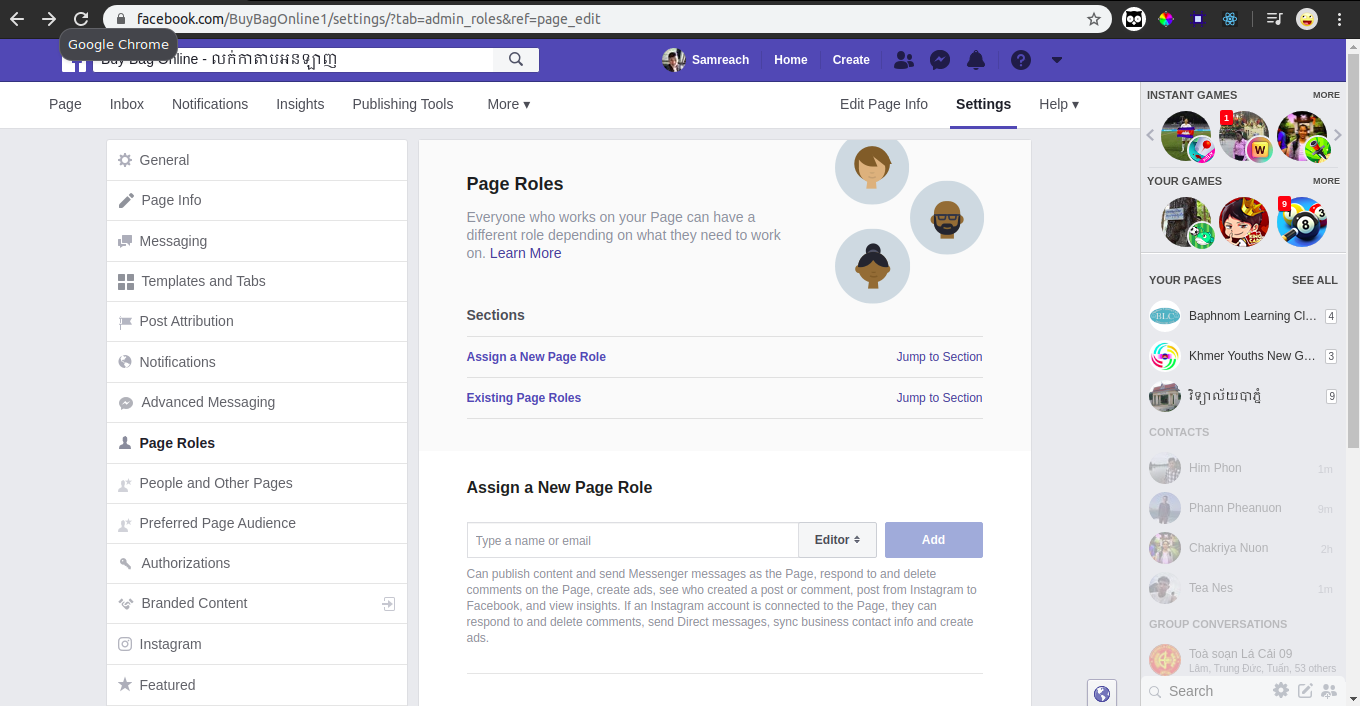 facebook.com/BuyBagOnline1/settings/?tab=admin_roles&ref=page_edit
Google Chrome
Buy Bag Online - លក់កាតាបអនឡាញ
Samreach
Home
Create
Page
Inbox
Notifications
Insights
Publishing Tools
More ▾
Edit Page Info
Settings
Help ▾
General
Page Info
Messaging
Templates and Tabs
Post Attribution
Notifications
Advanced Messaging
Page Roles
People and Other Pages
Preferred Page Audience
Authorizations
Branded Content
Instagram
Featured
Page Roles
Everyone who works on your Page can have a
different role depending on what they need to work
on. Learn More
Sections
Assign a New Page Role
Jump to Section
Existing Page Roles
Jump to Section
Assign a New Page Role
Type a name or email
Editor
Add
Can publish content and send Messenger messages as the Page, respond to and delete
comments on the Page, create ads, see who created a post or comment, post from Instagram to
Facebook, and view insights. If an Instagram account is connected to the Page, they can
respond to and delete comments, send Direct messages, sync business contact info and create
ads.
INSTANT GAMES
MORE
1
W
YOUR GAMES
MORE
9
8
3
YOUR PAGES
SEE ALL
BLC
Baphnom Learning Cl...
4
Khmer Youths New G...
3
វិទ្យាល័យបាភ្នំ
9
CONTACTS
Him Phon
1m
Phann Pheanuon
9m
Chakriya Nuon
2h
Tea Nes
1m
GROUP CONVERSATIONS
Toà soạn Lá Cải 09
Lâm, Trung Đức, Tuấn, 53 others
Search